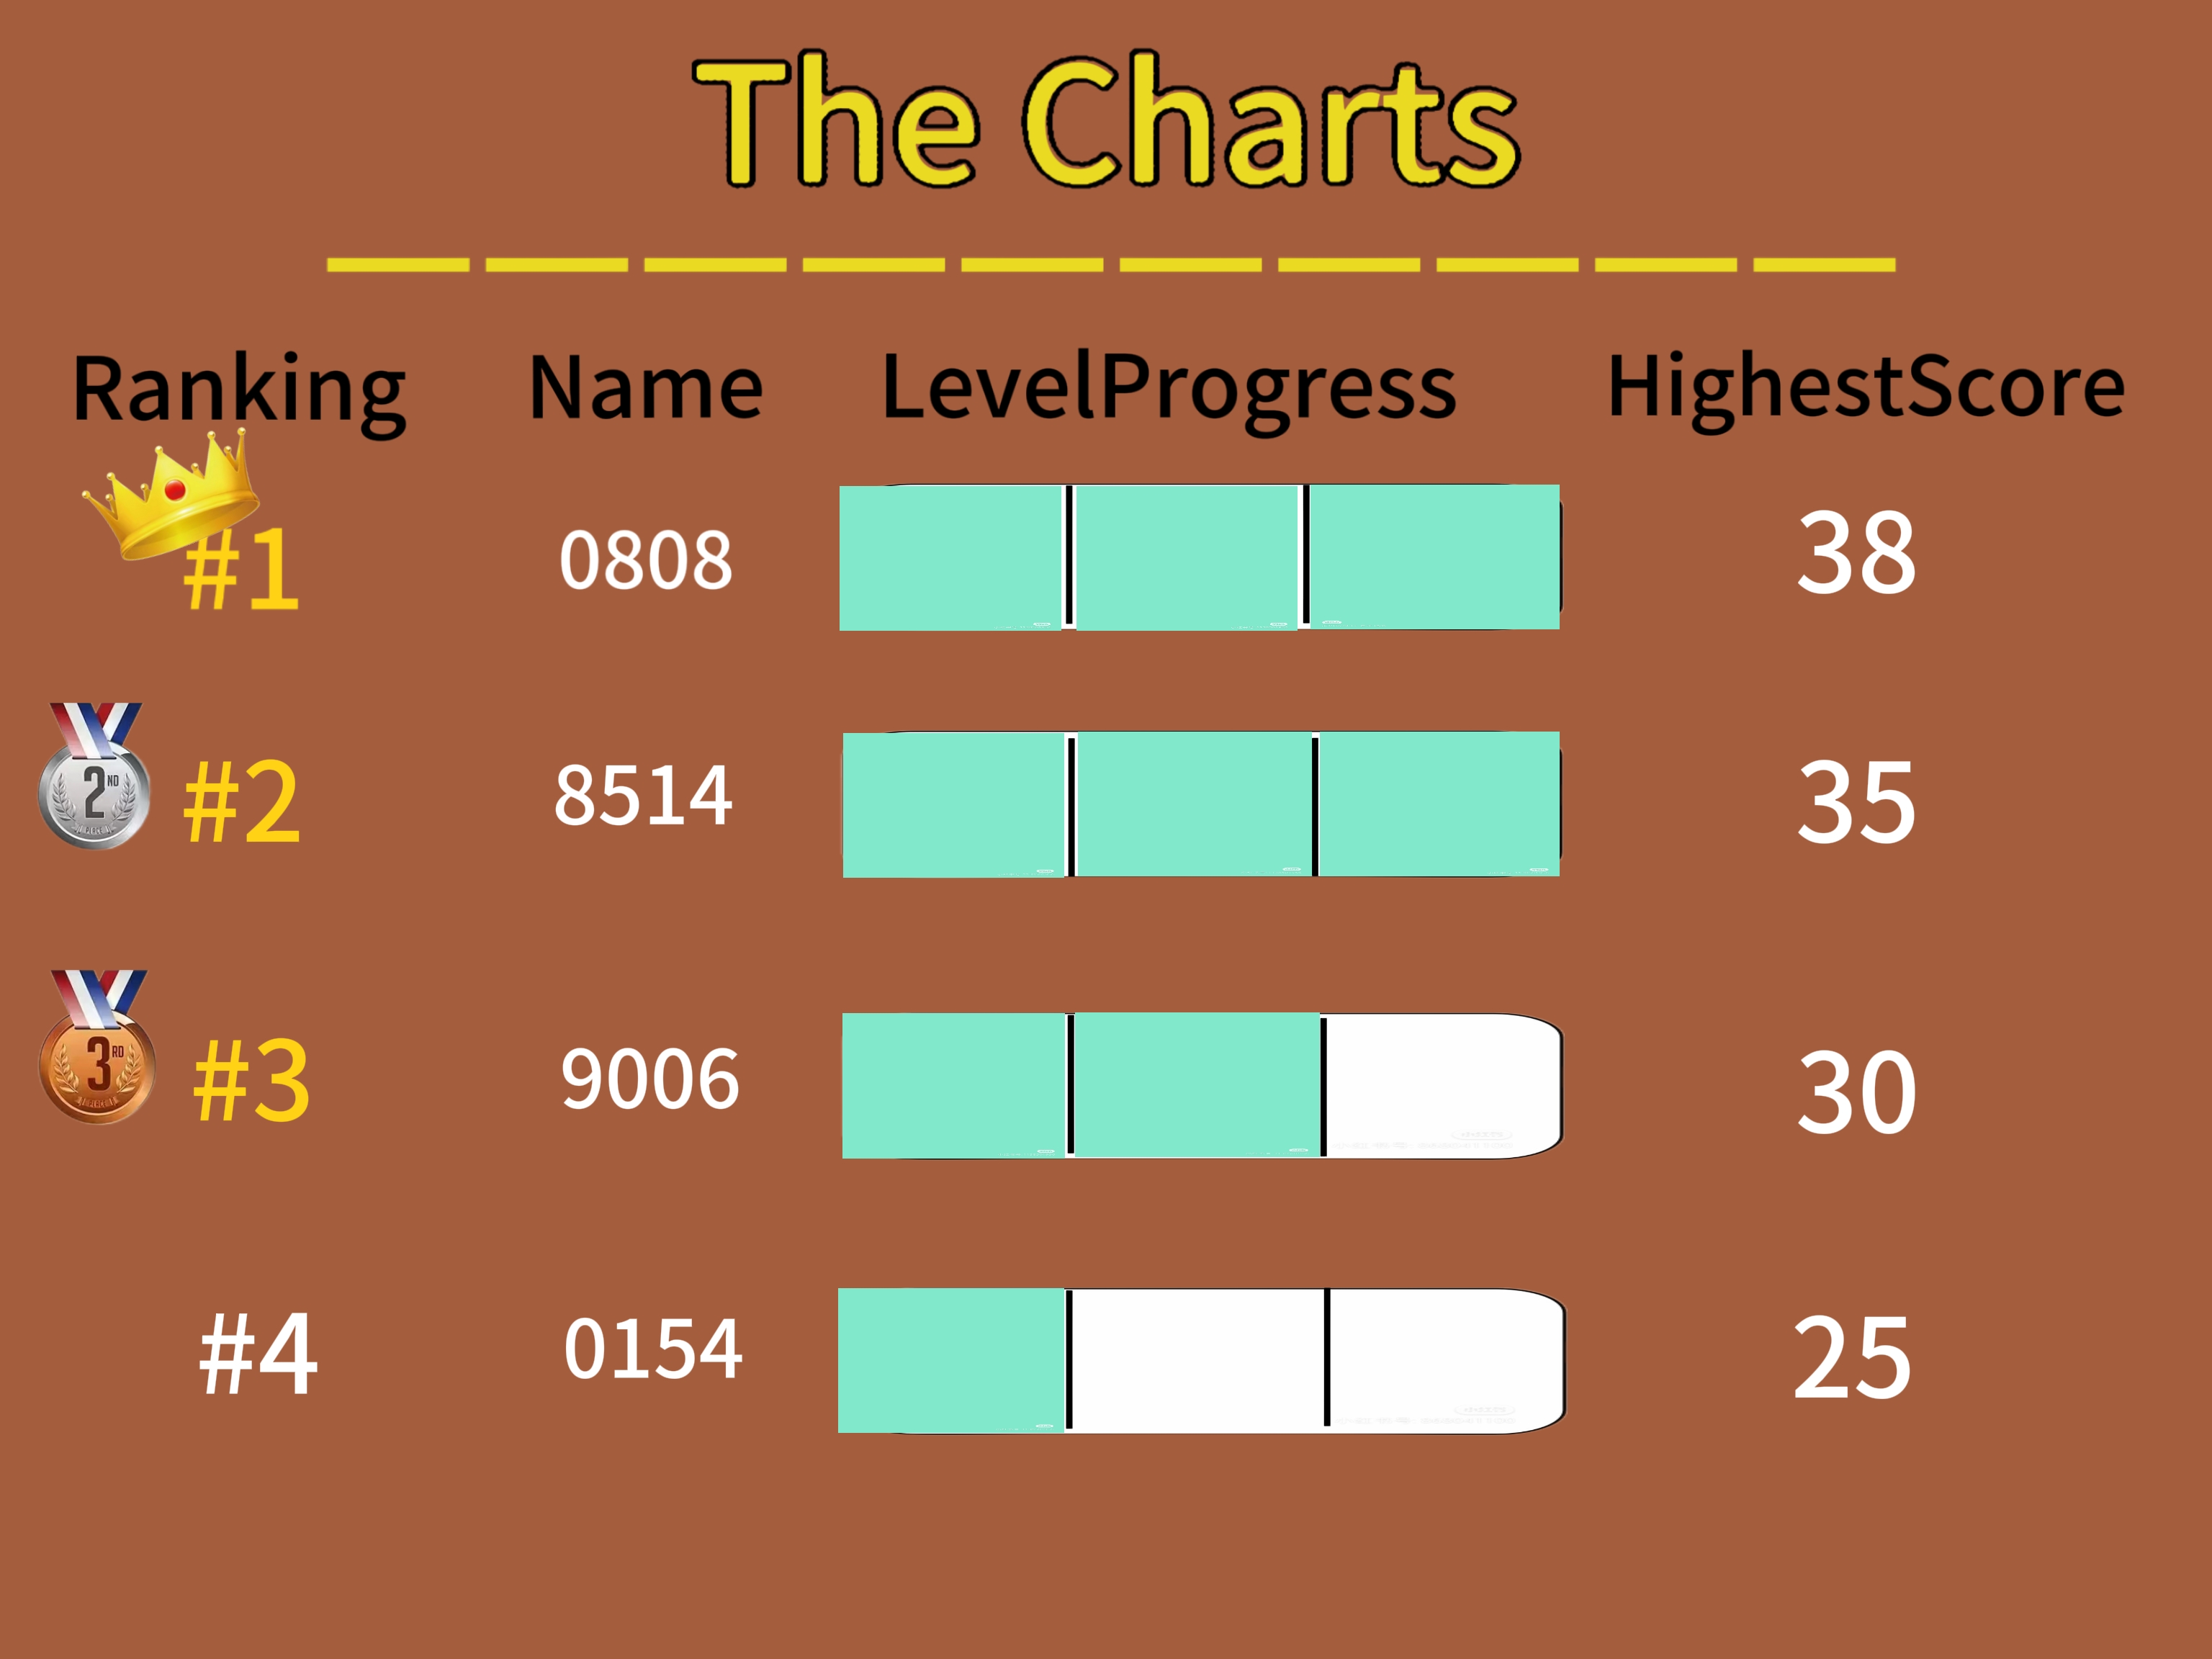 The Charts
Ranking Name LevelProgress HighestScore
#1 0808 38
2ND #2 8514 35
3RD #3 9006 30
#4 0154 25